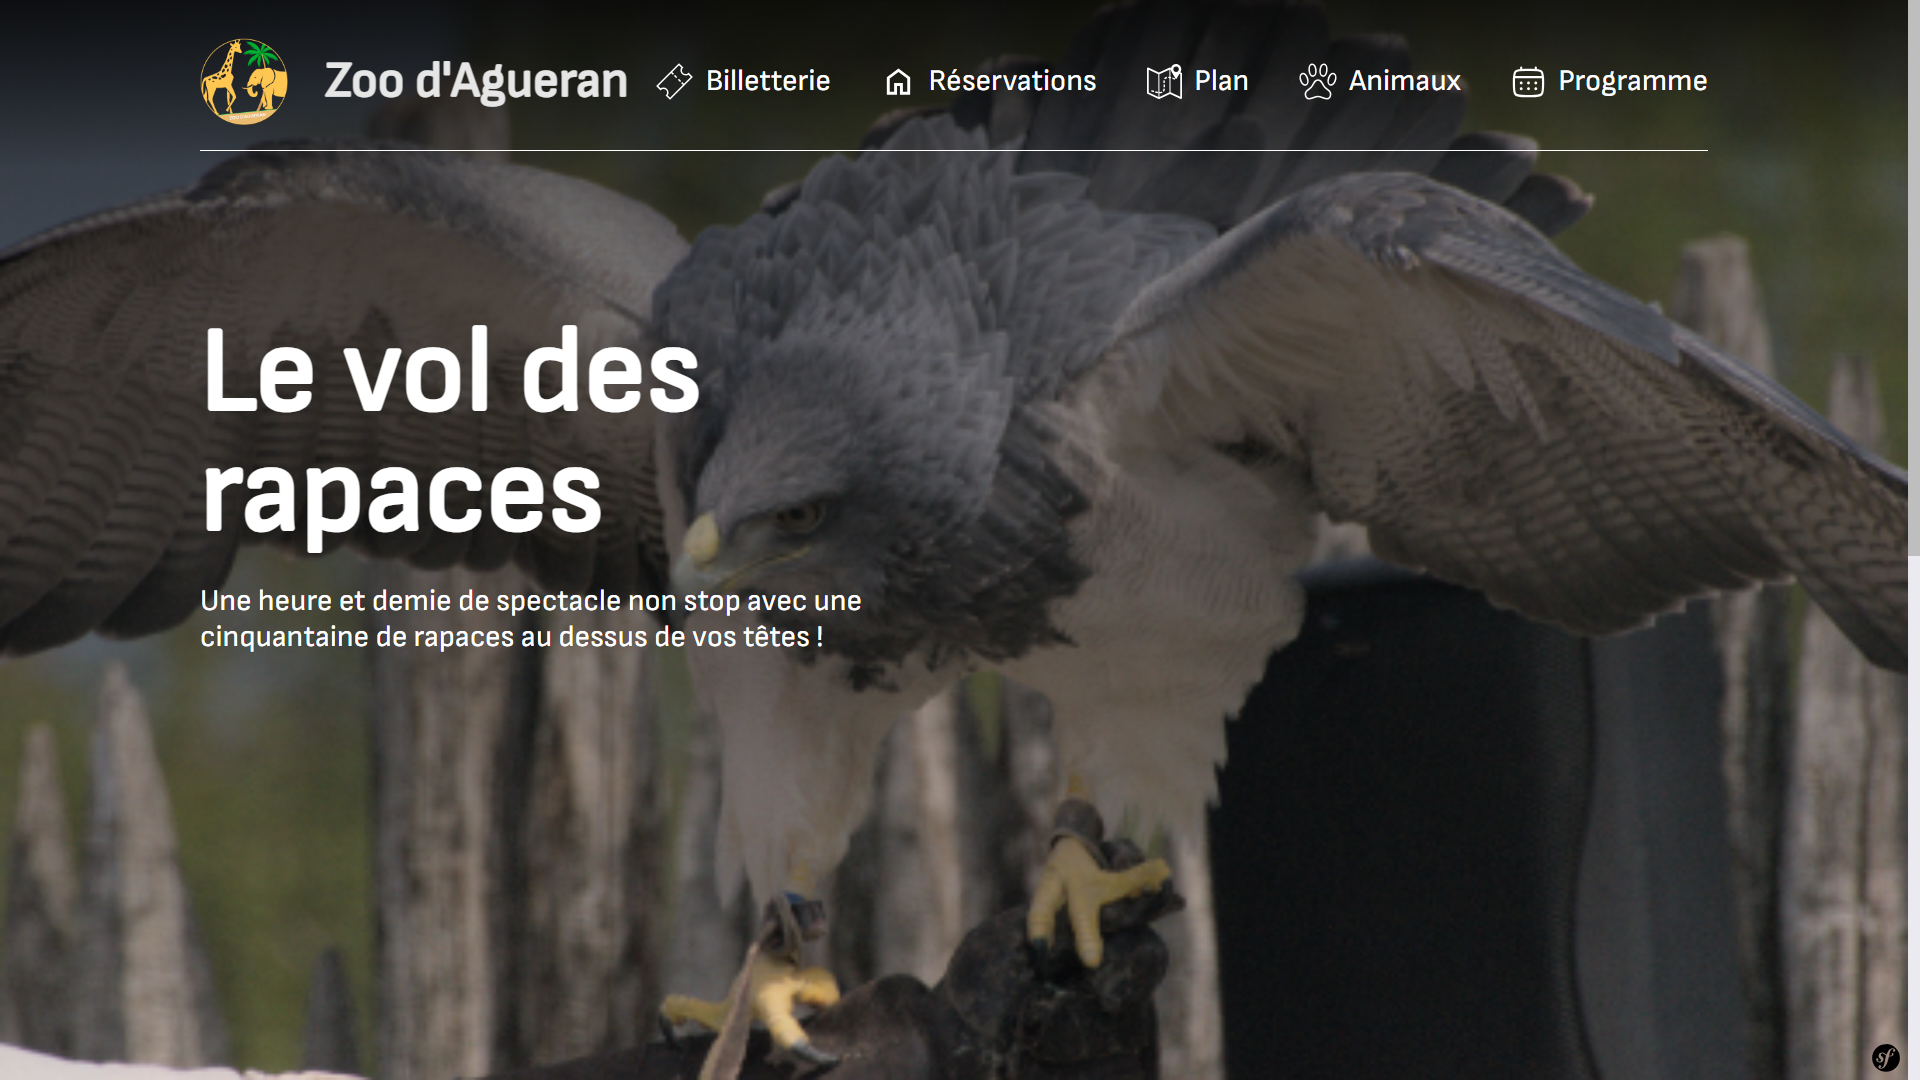 Zoo d'Agueran
Billetterie
Réservations
Plan
Animaux
Programme
Le vol des
rapaces
Une heure et demie de spectacle non stop avec une
cinquantaine de rapaces au dessus de vos têtes !
sf